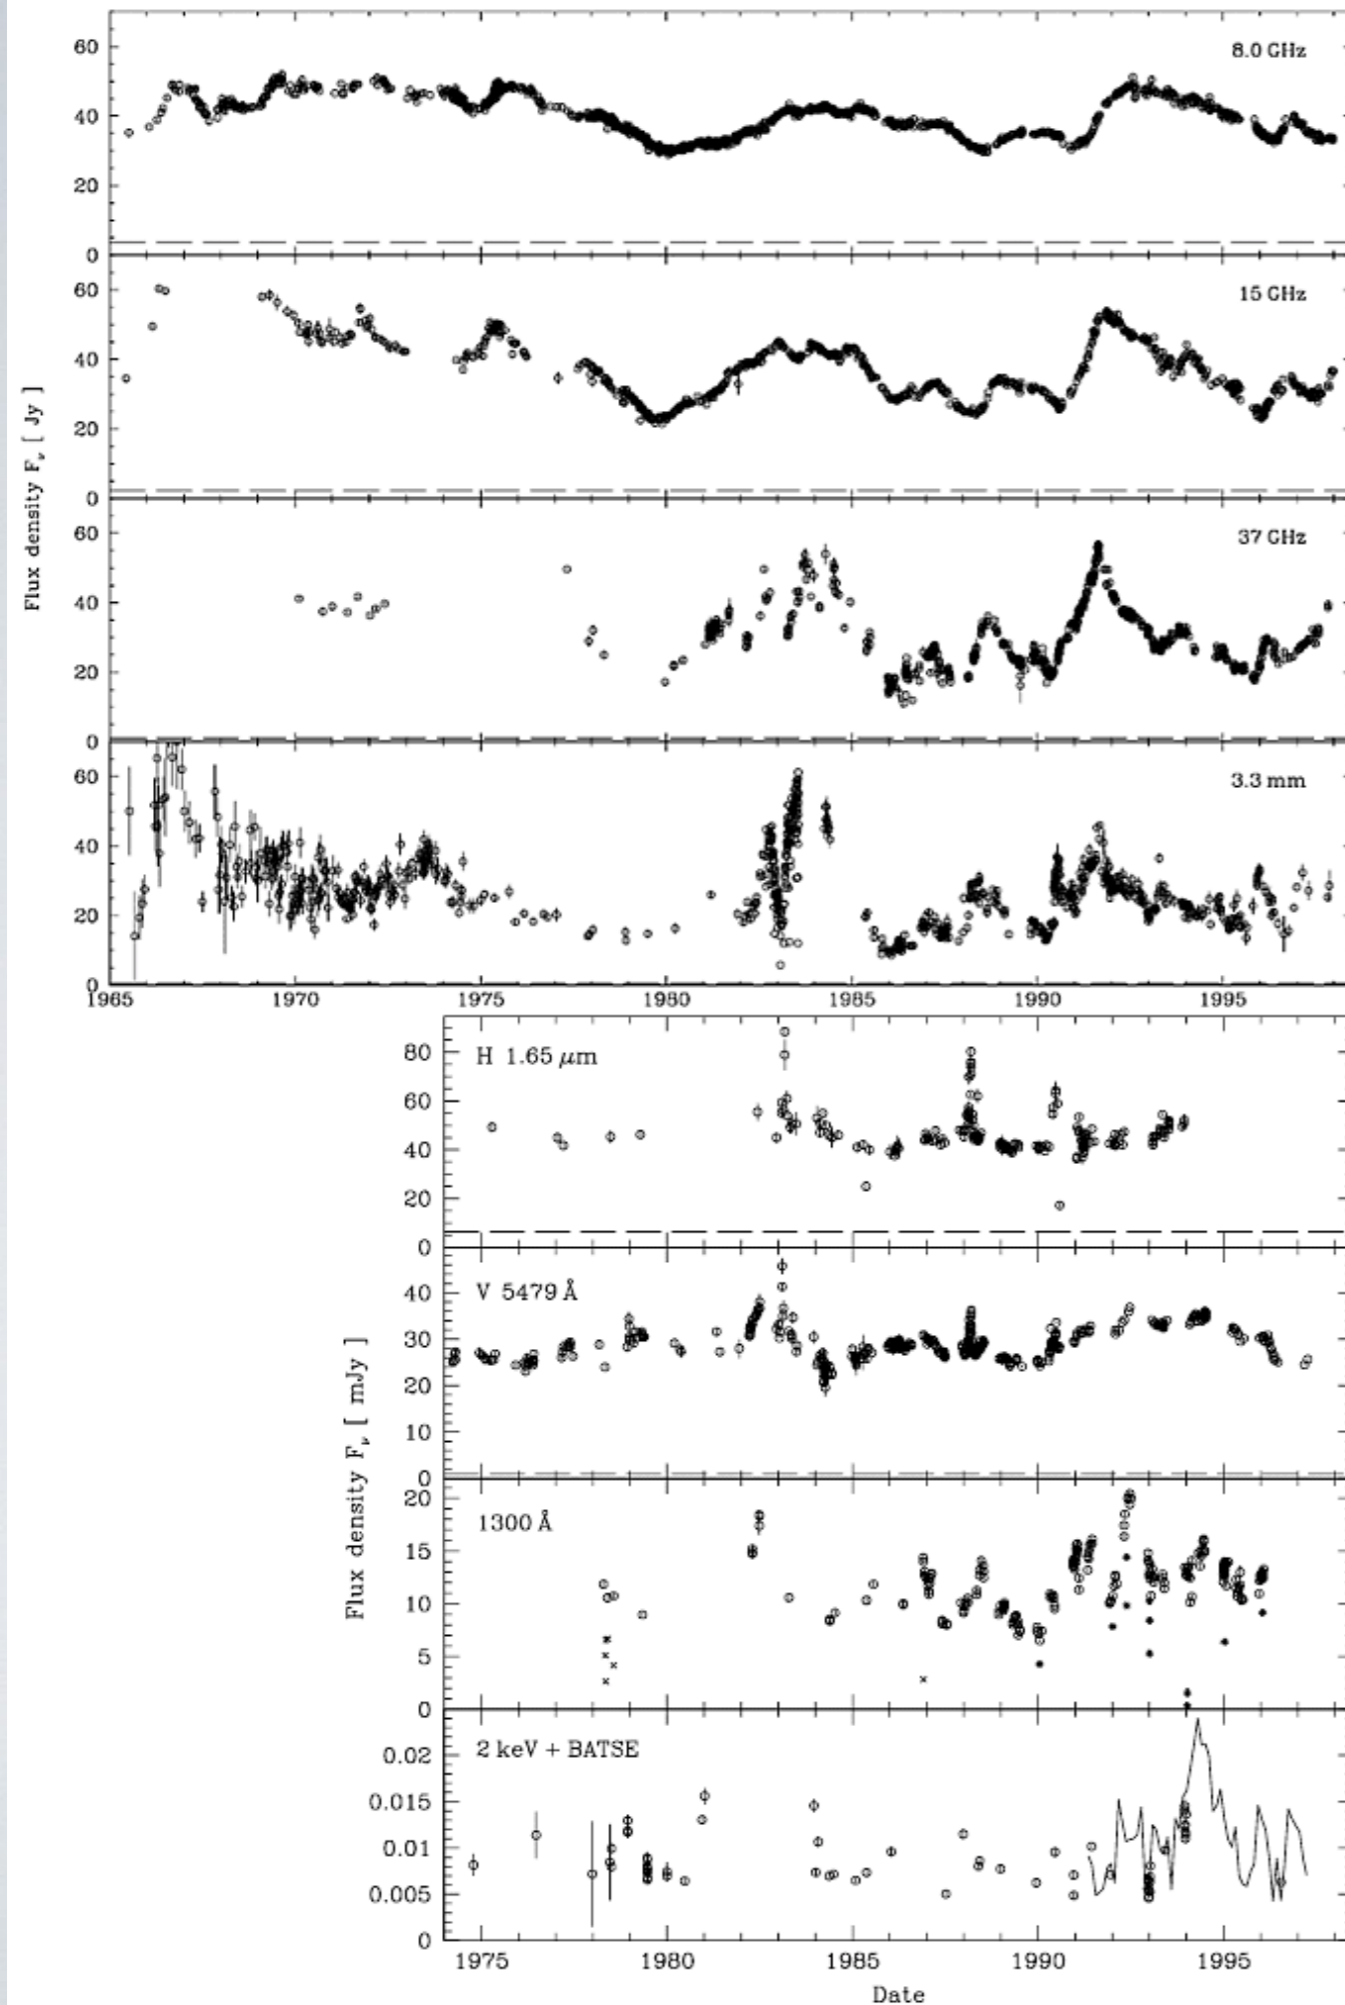 8.0 GHz
60
40
20
0
15 GHz
60
40
20
0
37 GHz
60
40
20
0
3.3 mm
60
40
20
0
Flux density Fν [ Jy ]
1965 1970 1975 1980 1985 1990 1995
H 1.65 μm
80
60
40
20
0
V 5479 Å
40
30
20
10
0
1300 Å
20
15
10
5
0
2 keV + BATSE
0.02
0.015
0.01
0.005
0
Flux density Fν [ mJy ]
1975 1980 1985 1990 1995
Date